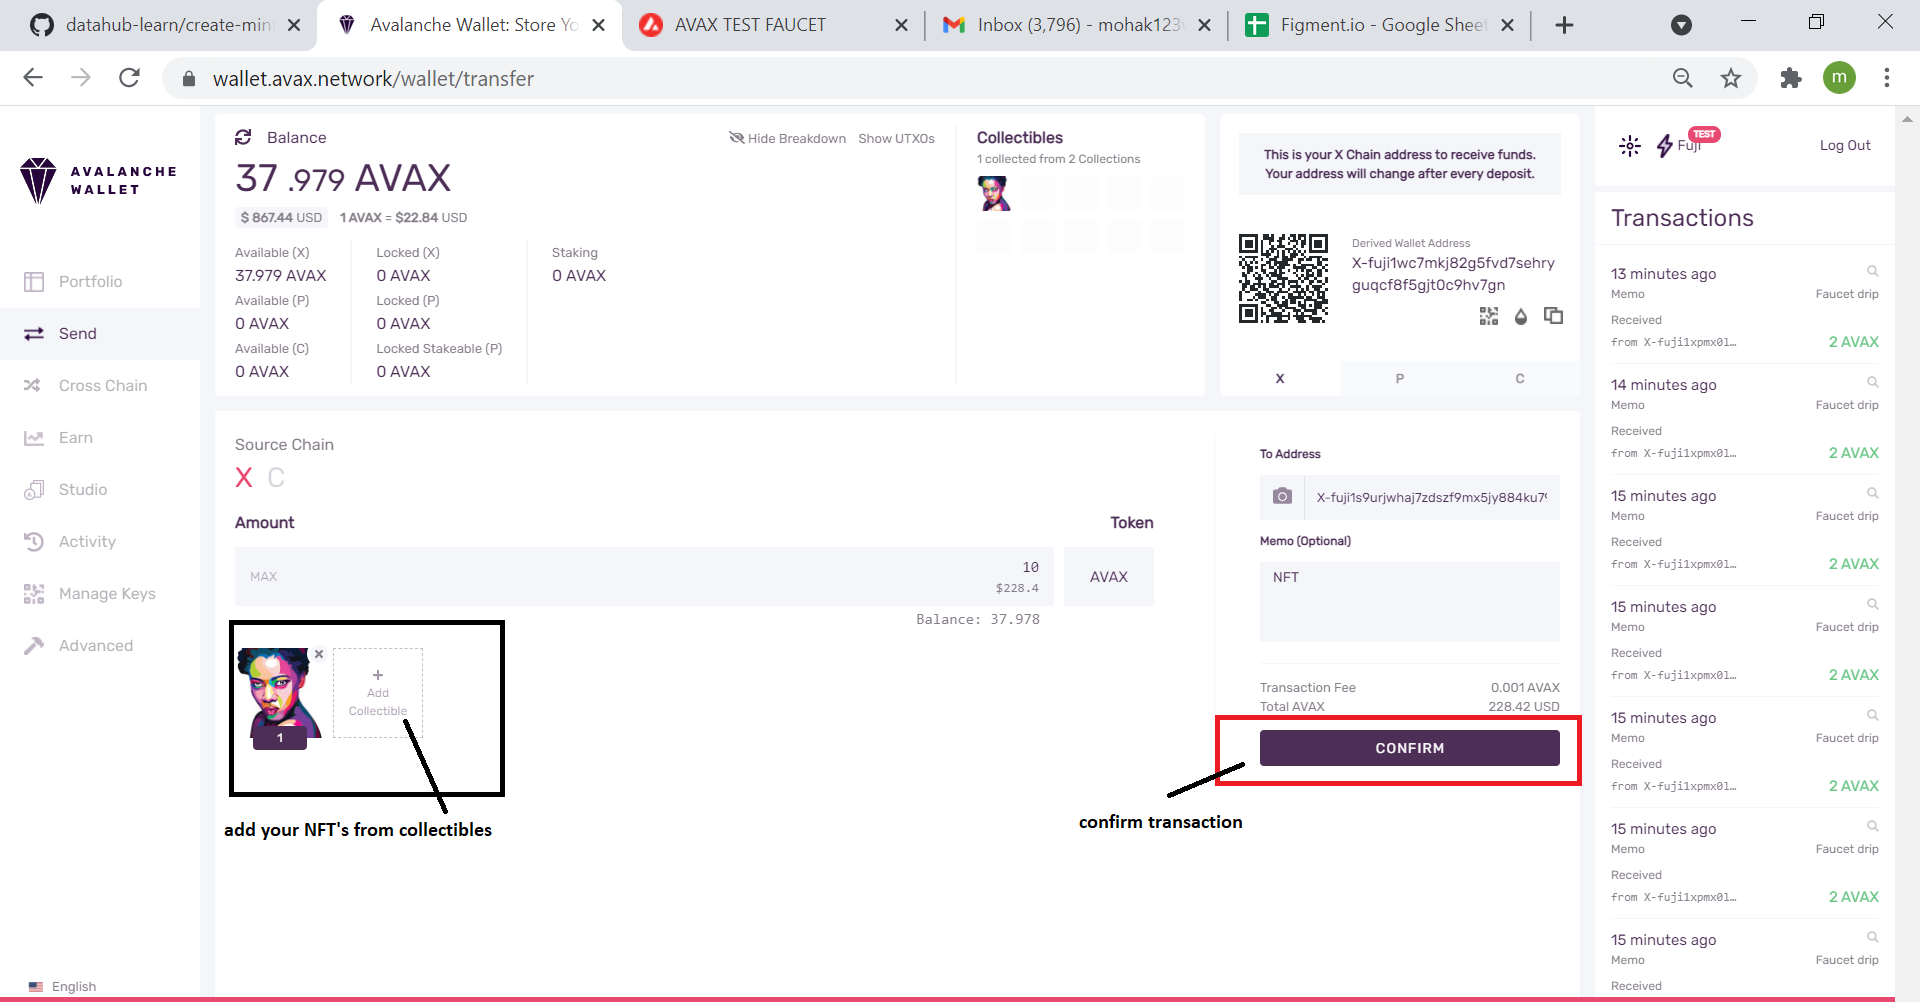 datahub-learn/create-mint
Avalanche Wallet: Store Yo
AVAX TEST FAUCET
Inbox (3,796) - mohak123
Figment.io - Google Sheet
wallet.avax.network/wallet/transfer
m
AVALANCHE
WALLET
Portfolio
Send
Cross Chain
Earn
Studio
Activity
Manage Keys
Advanced
English
Balance
Hide Breakdown
Show UTXOs
37 .979 AVAX
$ 867.44 USD
1 AVAX = $22.84 USD
Available (X)
37.979 AVAX
Available (P)
0 AVAX
Available (C)
0 AVAX
Locked (X)
0 AVAX
Locked (P)
0 AVAX
Locked Stakeable (P)
0 AVAX
Staking
0 AVAX
Collectibles
1 collected from 2 Collections
This is your X Chain address to receive funds.
Your address will change after every deposit.
Derived Wallet Address
X-fuji1wc7mkj82g5fvd7sehry
guqcf8f5gjt0c9hv7gn
X
P
C
Source Chain
X C
Amount
Token
MAX
10
$228.4
AVAX
Balance: 37.978
1
+
Add
Collectible
add your NFT's from collectibles
To Address
X-fuji1s9urjwhaj7zdszf9mx5jy884ku79
Memo (Optional)
NFT
Transaction Fee
0.001 AVAX
Total AVAX
228.42 USD
CONFIRM
confirm transaction
TEST
Fuji
Log Out
Transactions
13 minutes ago
Memo
Faucet drip
Received
from X-fuji1xpmx0l…
2 AVAX
14 minutes ago
Memo
Faucet drip
Received
from X-fuji1xpmx0l…
2 AVAX
15 minutes ago
Memo
Faucet drip
Received
from X-fuji1xpmx0l…
2 AVAX
15 minutes ago
Memo
Faucet drip
Received
from X-fuji1xpmx0l…
2 AVAX
15 minutes ago
Memo
Faucet drip
Received
from X-fuji1xpmx0l…
2 AVAX
15 minutes ago
Memo
Faucet drip
Received
from X-fuji1xpmx0l…
2 AVAX
15 minutes ago
Memo
Faucet drip
Received